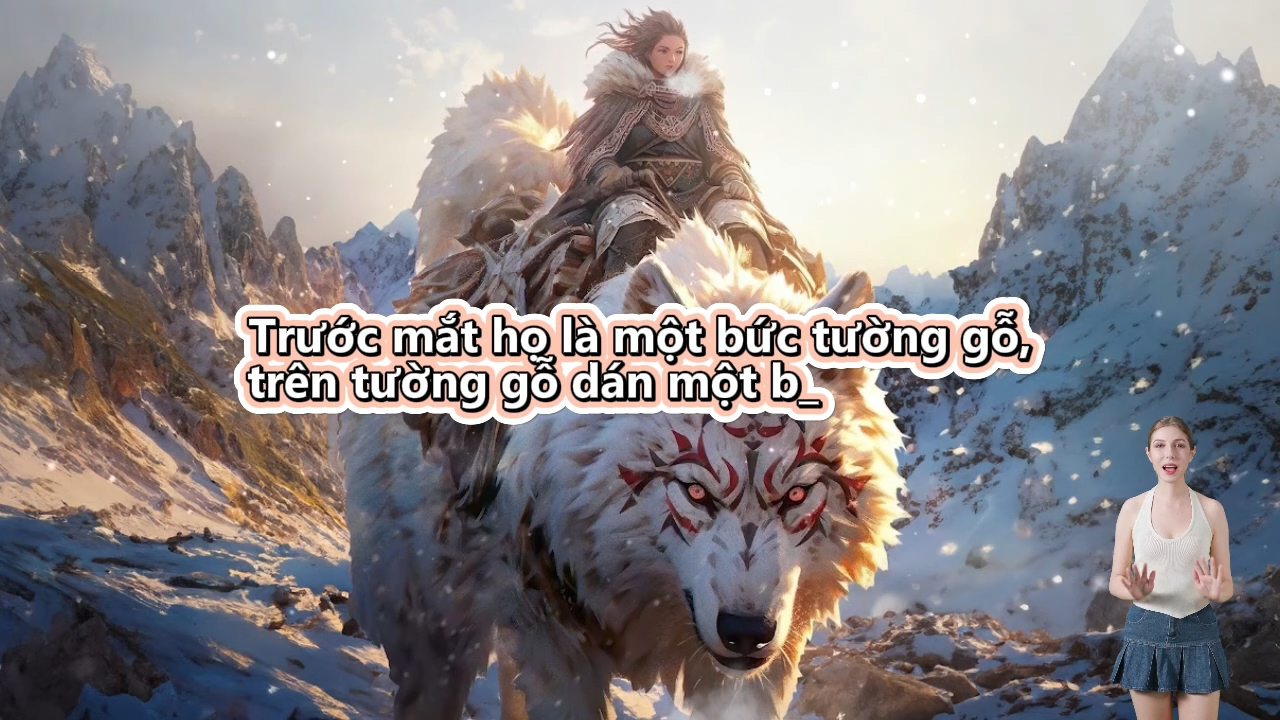 Trước mắt họ là một bức tường gỗ,
trên tường gỗ dán một b_